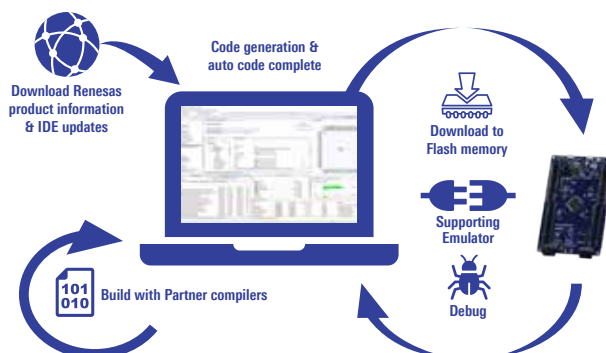 Code generation &
auto code complete
Download Renesas
product information
& IDE updates
Download to
Flash memory
Supporting
Emulator
Debug
101
010
Build with Partner compilers